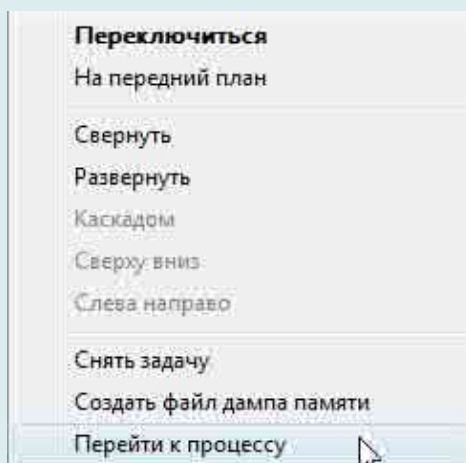 Переключиться
На передний план
Свернуть
Развернуть
Каскадом
Сверху вниз
Слева направо
Снять задачу
Создать файл дампа памяти
Перейти к процессу